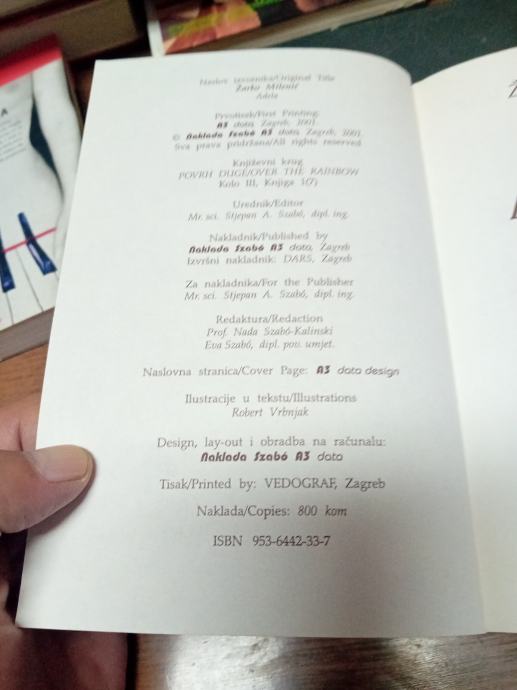 Naslov izvornika/Original Title
Žarko Milenić
Adela
Prvotisak/First Printing:
A3 data, Zagreb, 2001.
© Naklada Szabó A3 data, Zagreb, 2001.
Sva prava pridržana/All rights reserved
Književni krug
POVRH DUGE/OVER THE RAINBOW
Kolo III, Knjiga 1(7)
Urednik/Editor
Mr. sci. Stjepan A. Szabó, dipl. ing.
Nakladnik/Published by
Naklada Szabó A3 data, Zagreb
Izvršni nakladnik: DARS, Zagreb
Za nakladnika/For the Publisher
Mr. sci. Stjepan A. Szabó, dipl. ing.
Redaktura/Redaction
Prof. Nada Szabó-Kalinski
Eva Szabó, dipl. pov. umjet.
Naslovna stranica/Cover Page: A3 data design
Ilustracije u tekstu/Illustrations
Robert Vrbnjak
Design, lay-out i obradba na računalu:
Naklada Szabó A3 data
Tisak/Printed by: VEDOGRAF, Zagreb
Naklada/Copies: 800 kom
ISBN 953-6442-33-7